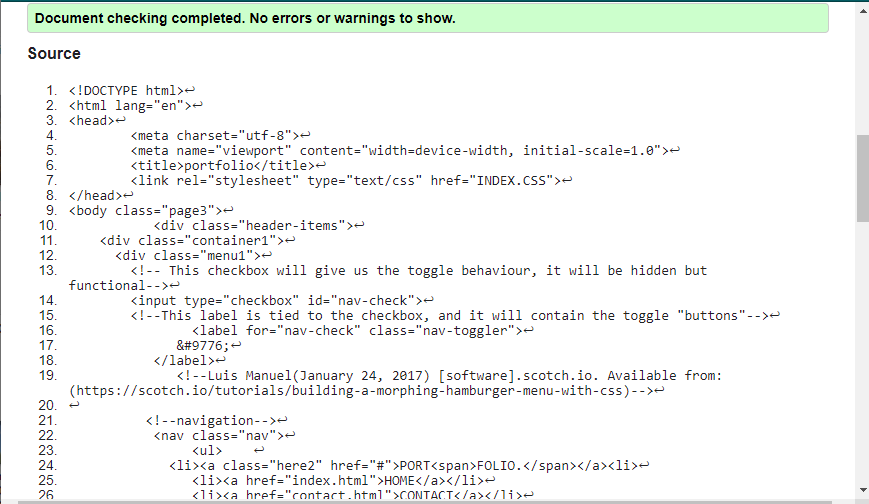 Document checking completed. No errors or warnings to show.
Source
1. <!DOCTYPE html>↩
2. <html lang="en">↩
3. <head>↩
4. <meta charset="utf-8">↩
5. <meta name="viewport" content="width=device-width, initial-scale=1.0">↩
6. <title>portfolio</title>↩
7. <link rel="stylesheet" type="text/css" href="INDEX.CSS">↩
8. </head>↩
9. <body class="page3">↩
10. <div class="header-items">↩
11. <div class="container1">↩
12. <div class="menu1">↩
13. <!-- This checkbox will give us the toggle behaviour, it will be hidden but
functional-->↩
14. <input type="checkbox" id="nav-check">↩
15. <!--This label is tied to the checkbox, and it will contain the toggle "buttons"-->↩
16. <label for="nav-check" class="nav-toggler">↩
17. &#9776;↩
18. </label>↩
19. <!--Luis Manuel(January 24, 2017) [software].scotch.io. Available from:
(https://scotch.io/tutorials/building-a-morphing-hamburger-menu-with-css)-->↩
20. ↩
21. <!--navigation-->↩
22. <nav class="nav">↩
23. <ul> ↩
24. <li><a class="here2" href="#">PORT<span>FOLIO.</span></a><li>↩
25. <li><a href="index.html">HOME</a></li>↩
26 <li><a href="contact.html">CONTACT</a></li>↩